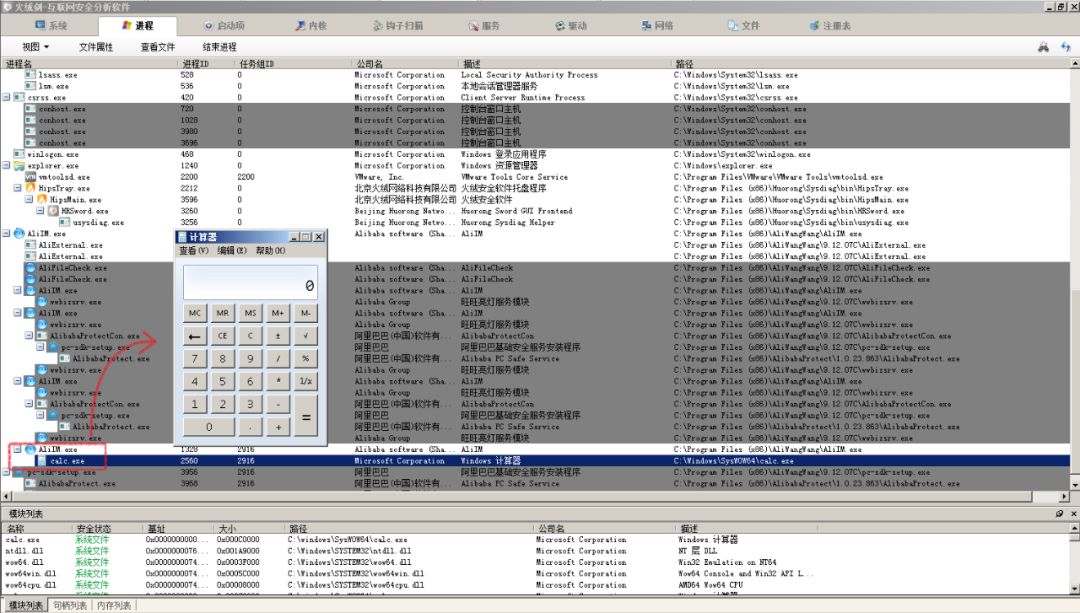 火绒剑-互联网安全分析软件
系统 进程 启动项 内核 钩子扫描 服务 驱动 网络 文件 注册表
视图 文件属性 查看文件 结束进程
进程名 进程ID 任务组ID 公司名 描述 路径
lsass.exe 528 0 Microsoft Corporation Local Security Authority Process C:\Windows\System32\lsass.exe
lsm.exe 536 0 Microsoft Corporation 本地会话管理器服务 C:\Windows\System32\lsm.exe
csrss.exe 420 0 Microsoft Corporation Client Server Runtime Process C:\Windows\System32\csrss.exe
conhost.exe 720 0 Microsoft Corporation 控制台窗口主机 C:\Windows\System32\conhost.exe
conhost.exe 1028 0 Microsoft Corporation 控制台窗口主机 C:\Windows\System32\conhost.exe
conhost.exe 3980 0 Microsoft Corporation 控制台窗口主机 C:\Windows\System32\conhost.exe
conhost.exe 3696 0 Microsoft Corporation 控制台窗口主机 C:\Windows\System32\conhost.exe
winlogon.exe 468 0 Microsoft Corporation Windows 登录应用程序 C:\Windows\System32\winlogon.exe
explorer.exe 1240 0 Microsoft Corporation Windows 资源管理器 C:\Windows\explorer.exe
vmtoolsd.exe 2200 2200 VMware, Inc. VMware Tools Core Service C:\Program Files\VMware\VMware Tools\vmtoolsd.exe
HipsTray.exe 2212 0 北京火绒网络科技有限公司 火绒安全软件托盘程序 C:\Program Files (x86)\Huorong\Sysdiag\bin\HipsTray.exe
HipsMain.exe 3596 0 北京火绒网络科技有限公司 火绒安全软件 C:\Program Files (x86)\Huorong\Sysdiag\bin\HipsMain.exe
HRSword.exe 3260 0 Beijing Huorong Netwo... Huorong Sword GUI Frontend C:\Program Files (x86)\Huorong\Sysdiag\bin\HRSword.exe
usysdiag.exe 3256 0 Beijing Huorong Netwo... Huorong Sysdiag Helper C:\Program Files (x86)\Huorong\Sysdiag\bin\usysdiag.exe
AliIM.exe Alibaba software (Sha... AliIM C:\Program Files (x86)\AliWangWang\AliIM.exe
AliExternal.exe C:\Program Files (x86)\AliWangWang\9.12.07C\AliExternal.exe
AliExternal.exe C:\Program Files (x86)\AliWangWang\9.12.07C\AliExternal.exe
AliFileCheck.exe Alibaba software (Sha... AliFileCheck C:\Program Files (x86)\AliWangWang\9.12.07C\AliFileCheck.exe
AliFileCheck.exe Alibaba software (Sha... AliFileCheck C:\Program Files (x86)\AliWangWang\9.12.07C\AliFileCheck.exe
AliIM.exe Alibaba software (Sha... AliIM C:\Program Files (x86)\AliWangWang\AliIM.exe
wwbizsrv.exe Alibaba Group 旺旺亮灯服务模块 C:\Program Files (x86)\AliWangWang\9.12.07C\wwbizsrv.exe
AliIM.exe Alibaba software (Sha... AliIM C:\Program Files (x86)\AliWangWang\AliIM.exe
wwbizsrv.exe Alibaba Group 旺旺亮灯服务模块 C:\Program Files (x86)\AliWangWang\9.12.07C\wwbizsrv.exe
AlibabaProtectCon.exe 阿里巴巴(中国)软件有... AlibabaProtectCon C:\Program Files (x86)\AliWangWang\9.12.07C\AlibabaProtectCon.exe
pc-sdk-setup.exe 阿里巴巴 阿里巴巴基础安全服务安装程序 C:\Program Files (x86)\AliWangWang\9.12.07C\pc-sdk-setup.exe
AlibabaProtect.exe 阿里巴巴(中国)软件有... Alibaba PC Safe Service C:\Program Files (x86)\AlibabaProtect\1.0.23.863\AlibabaProtect.exe
wwbizsrv.exe Alibaba Group 旺旺亮灯服务模块 C:\Program Files (x86)\AliWangWang\9.12.07C\wwbizsrv.exe
AliIM.exe Alibaba software (Sha... AliIM C:\Program Files (x86)\AliWangWang\AliIM.exe
wwbizsrv.exe Alibaba Group 旺旺亮灯服务模块 C:\Program Files (x86)\AliWangWang\9.12.07C\wwbizsrv.exe
AlibabaProtectCon.exe 阿里巴巴(中国)软件有... AlibabaProtectCon C:\Program Files (x86)\AliWangWang\9.12.07C\AlibabaProtectCon.exe
pc-sdk-setup.exe 阿里巴巴 阿里巴巴基础安全服务安装程序 C:\Program Files (x86)\AliWangWang\9.12.07C\pc-sdk-setup.exe
AlibabaProtect.exe 阿里巴巴(中国)软件有... Alibaba PC Safe Service C:\Program Files (x86)\AlibabaProtect\1.0.23.863\AlibabaProtect.exe
wwbizsrv.exe Alibaba Group 旺旺亮灯服务模块 C:\Program Files (x86)\AliWangWang\9.12.07C\wwbizsrv.exe
AliIM.exe 1328 2916 Alibaba software (Sha... AliIM C:\Program Files (x86)\AliWangWang\AliIM.exe
calc.exe 2560 2916 Microsoft Corporation Windows 计算器 C:\Windows\SysWOW64\calc.exe
pc-sdk-setup.exe 3956 2916 阿里巴巴 阿里巴巴基础安全服务安装程序 C:\Program Files (x86)\AliWangWang\9.12.07C\pc-sdk-setup.exe
AlibabaProtect.exe 3968 2916 阿里巴巴(中国)软件有... Alibaba PC Safe Service C:\Program Files (x86)\AlibabaProtect\1.0.23.863\AlibabaProtect.exe
计算器
查看(V) 编辑(E) 帮助(H)
0
MC MR MS M+ M-
← CE C ± √
7 8 9 / %
4 5 6 * 1/x
1 2 3 - =
0 . +
模块列表
名称 安全状态 基址 大小 路径 公司名 描述
calc.exe 系统文件 0x0000000000... 0x000C0000 C:\windows\SysWOW64\calc.exe Microsoft Corporation Windows 计算器
ntdll.dll 系统文件 0x0000000076... 0x001A9000 C:\windows\SYSTEM32\ntdll.dll Microsoft Corporation NT 层 DLL
wow64.dll 系统文件 0x0000000074... 0x0003F000 C:\windows\SYSTEM32\wow64.dll Microsoft Corporation Win32 Emulation on NT64
wow64win.dll 系统文件 0x0000000074... 0x0005C000 C:\windows\SYSTEM32\wow64win.dll Microsoft Corporation Wow64 Console and Win32 API L...
wow64cpu.dll 系统文件 0x0000000074... 0x00008000 C:\windows\SYSTEM32\wow64cpu.dll Microsoft Corporation AMD64 Wow64 CPU
模块列表 句柄列表 内存列表